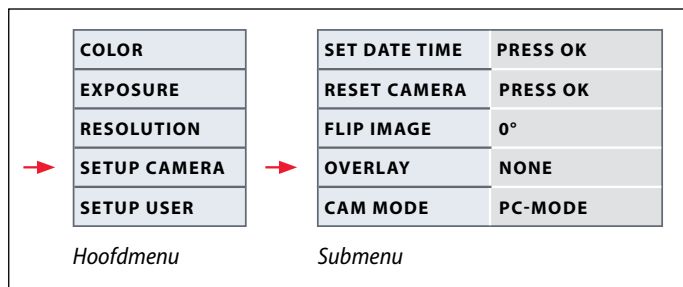 COLOR
EXPOSURE
RESOLUTION
SETUP CAMERA
SETUP USER
Hoofdmenu
SET DATE TIME PRESS OK
RESET CAMERA PRESS OK
FLIP IMAGE 0°
OVERLAY NONE
CAM MODE PC-MODE
Submenu